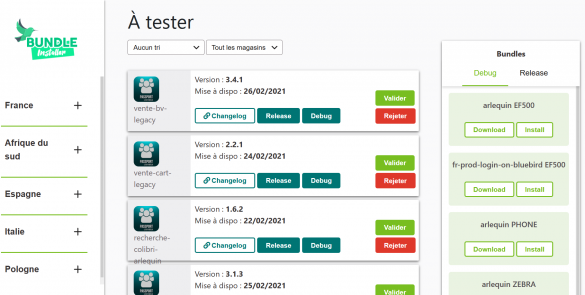 BUNDLE
Installer
France
+
Afrique du
sud
+
Espagne
+
Italie
+
Pologne
+
À tester
Aucun tri
Tout les magasins
vente-bv-
legacy
Version : 3.4.1
Mise à dispo : 26/02/2021
Changelog
Release
Debug
Valider
Rejeter
vente-cart-
legacy
Version : 2.2.1
Mise à dispo : 24/02/2021
Changelog
Release
Debug
Valider
Rejeter
recherche-
colibri-
arlequin
Version : 1.6.2
Mise à dispo : 22/02/2021
Changelog
Release
Debug
Valider
Rejeter
Version : 3.1.3
Mise à dispo : 25/02/2021
Valider
Bundles
Debug
Release
arlequin EF500
Download
Install
fr-prod-login-on-bluebird EF500
Download
Install
arlequin PHONE
Download
Install
arlequin ZEBRA